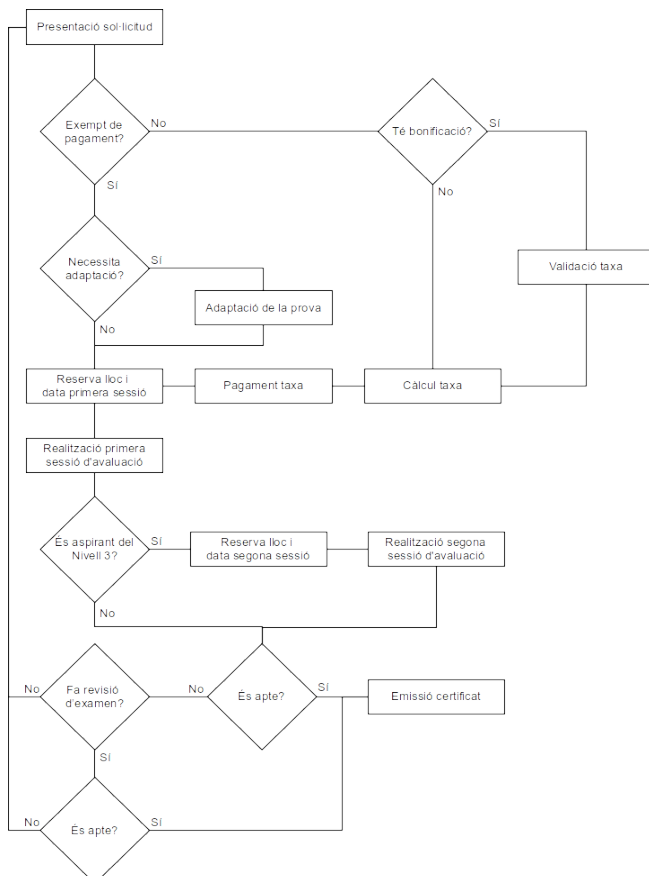 Presentació sol·licitud
Exempt de
pagament?
No
Té bonificació?
Sí
Sí
No
Necessita
adaptació?
Sí
Validació taxa
Adaptació de la prova
No
Reserva lloc i
data primera sessió
Pagament taxa
Càlcul taxa
Realització primera
sessió d'avaluació
És aspirant del
Nivell 3?
Sí
Reserva lloc i
data segona sessió
Realització segona
sessió d'avaluació
No
No
Fa revisió
d'examen?
No
És apte?
Sí
Emissió certificat
Sí
No
És apte?
Sí